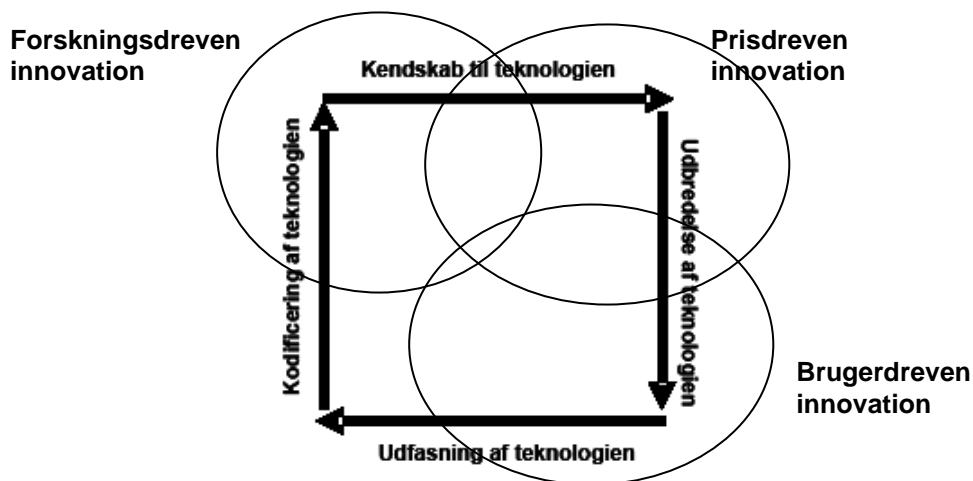 Forskningsdreven
innovation
Prisdreven
innovation
Kendskab til teknologien
Kodificering af teknologien
Udbredelse af teknologien
Brugerdreven
innovation
Udfasning af teknologien